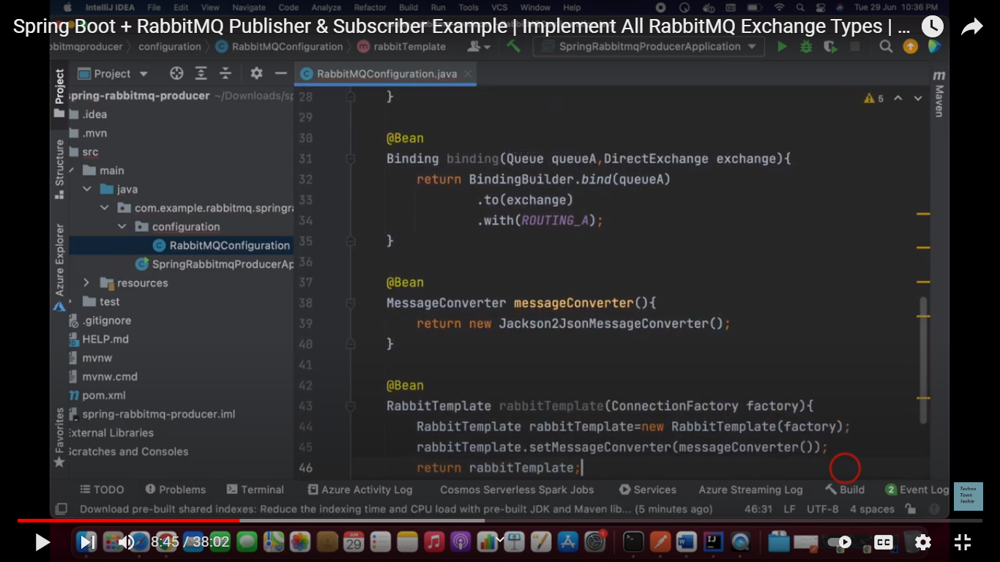 IntelliJ IDEA File Edit View Navigate Code Analyze Refactor Build Run Tools VCS Window Help Tue 29 Jun 10:36 PM
Spring Boot + RabbitMQ Publisher & Subscriber Example | Implement All RabbitMQ Exchange Types | ...
bitmqproducer configuration RabbitMQConfiguration rabbitTemplate SpringRabbitmqProducerApplication
Project RabbitMQConfiguration.java
Project
Structure
Azure Explorer
Favorites
Maven
spring-rabbitmq-producer ~/Downloads/sp
.idea
.mvn
src
main
java
com.example.rabbitmq.springra
configuration
RabbitMQConfiguration
SpringRabbitmqProducerAp
resources
test
.gitignore
HELP.md
mvnw
mvnw.cmd
pom.xml
spring-rabbitmq-producer.iml
External Libraries
Scratches and Consoles
5
28 }
29
30 @Bean
31 Binding binding(Queue queueA,DirectExchange exchange){
32 return BindingBuilder.bind(queueA)
33 .to(exchange)
34 .with(ROUTING_A);
35 }
36
37 @Bean
38 MessageConverter messageConverter(){
39 return new Jackson2JsonMessageConverter();
40 }
41
42 @Bean
43 RabbitTemplate rabbitTemplate(ConnectionFactory factory){
44 RabbitTemplate rabbitTemplate=new RabbitTemplate(factory);
45 rabbitTemplate.setMessageConverter(messageConverter());
46 return rabbitTemplate;
TODO Problems Terminal Azure Activity Log Cosmos Serverless Spark Jobs Services Azure Streaming Log Build 2 Event Log
Techno
Town
Techie
Download pre-built shared indexes: Reduce the indexing time and CPU load with pre-built JDK and Maven lib... (5 minutes ago) 46:31 LF UTF-8 4 spaces
8:45 / 38:02
JUN
29
CC